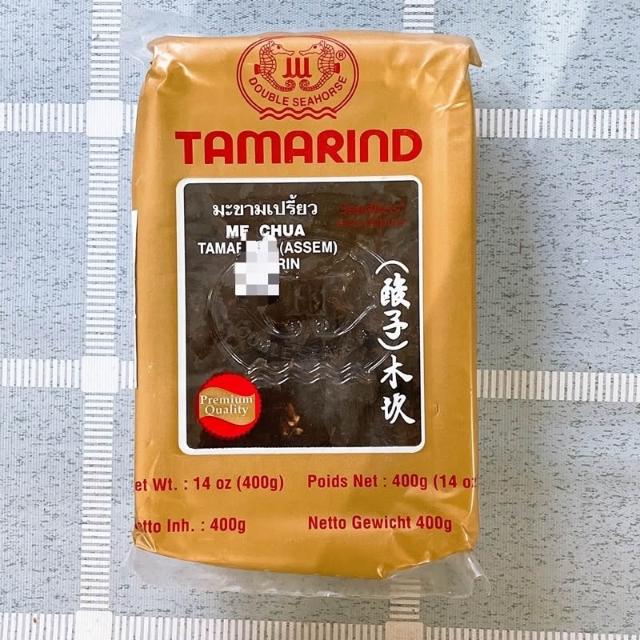 DOUBLE SEAHORSE ®
TAMARIND
มะขามเปรี้ยว
ME CHUA
(ASSEM)
(酸子)木坎
Premium
Quality
et Wt. : 14 oz (400g)
Poids Net : 400g (14 oz
etto Inh. : 400g
Netto Gewicht 400g